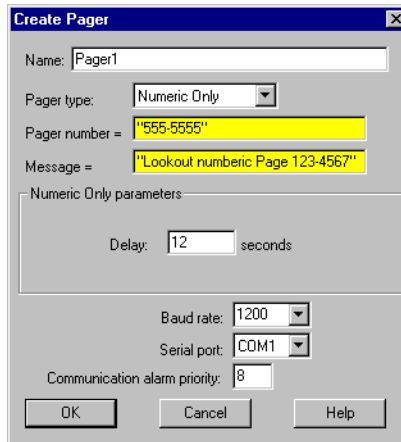 Create Pager
Name: Pager1
Pager type: Numeric Only
Pager number = "555-5555"
Message = "Lookout numberic Page 123-4567"
Numeric Only parameters
Delay: 12 seconds
Baud rate: 1200
Serial port: COM1
Communication alarm priority: 8
OK Cancel Help